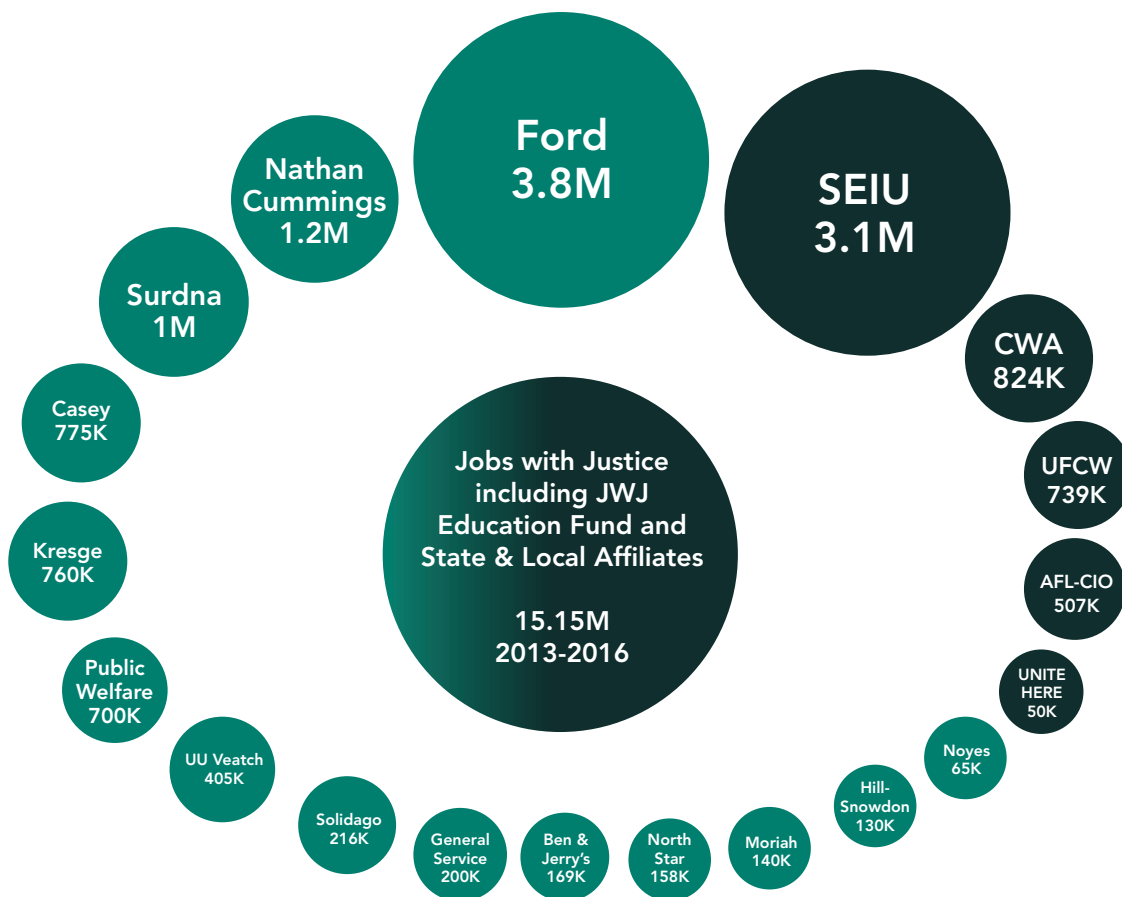 Ford
3.8M
SEIU
3.1M
Nathan
Cummings
1.2M
Surdna
1M
CWA
824K
Casey
775K
UFCW
739K
Jobs with Justice
including JWJ
Education Fund and
State & Local Affiliates
15.15M
2013-2016
Kresge
760K
AFL-CIO
507K
Public
Welfare
700K
UNITE
HERE
50K
UU Veatch
405K
Noyes
65K
Solidago
216K
Hill-
Snowdon
130K
General
Service
200K
Ben &
Jerry's
169K
North
Star
158K
Moriah
140K